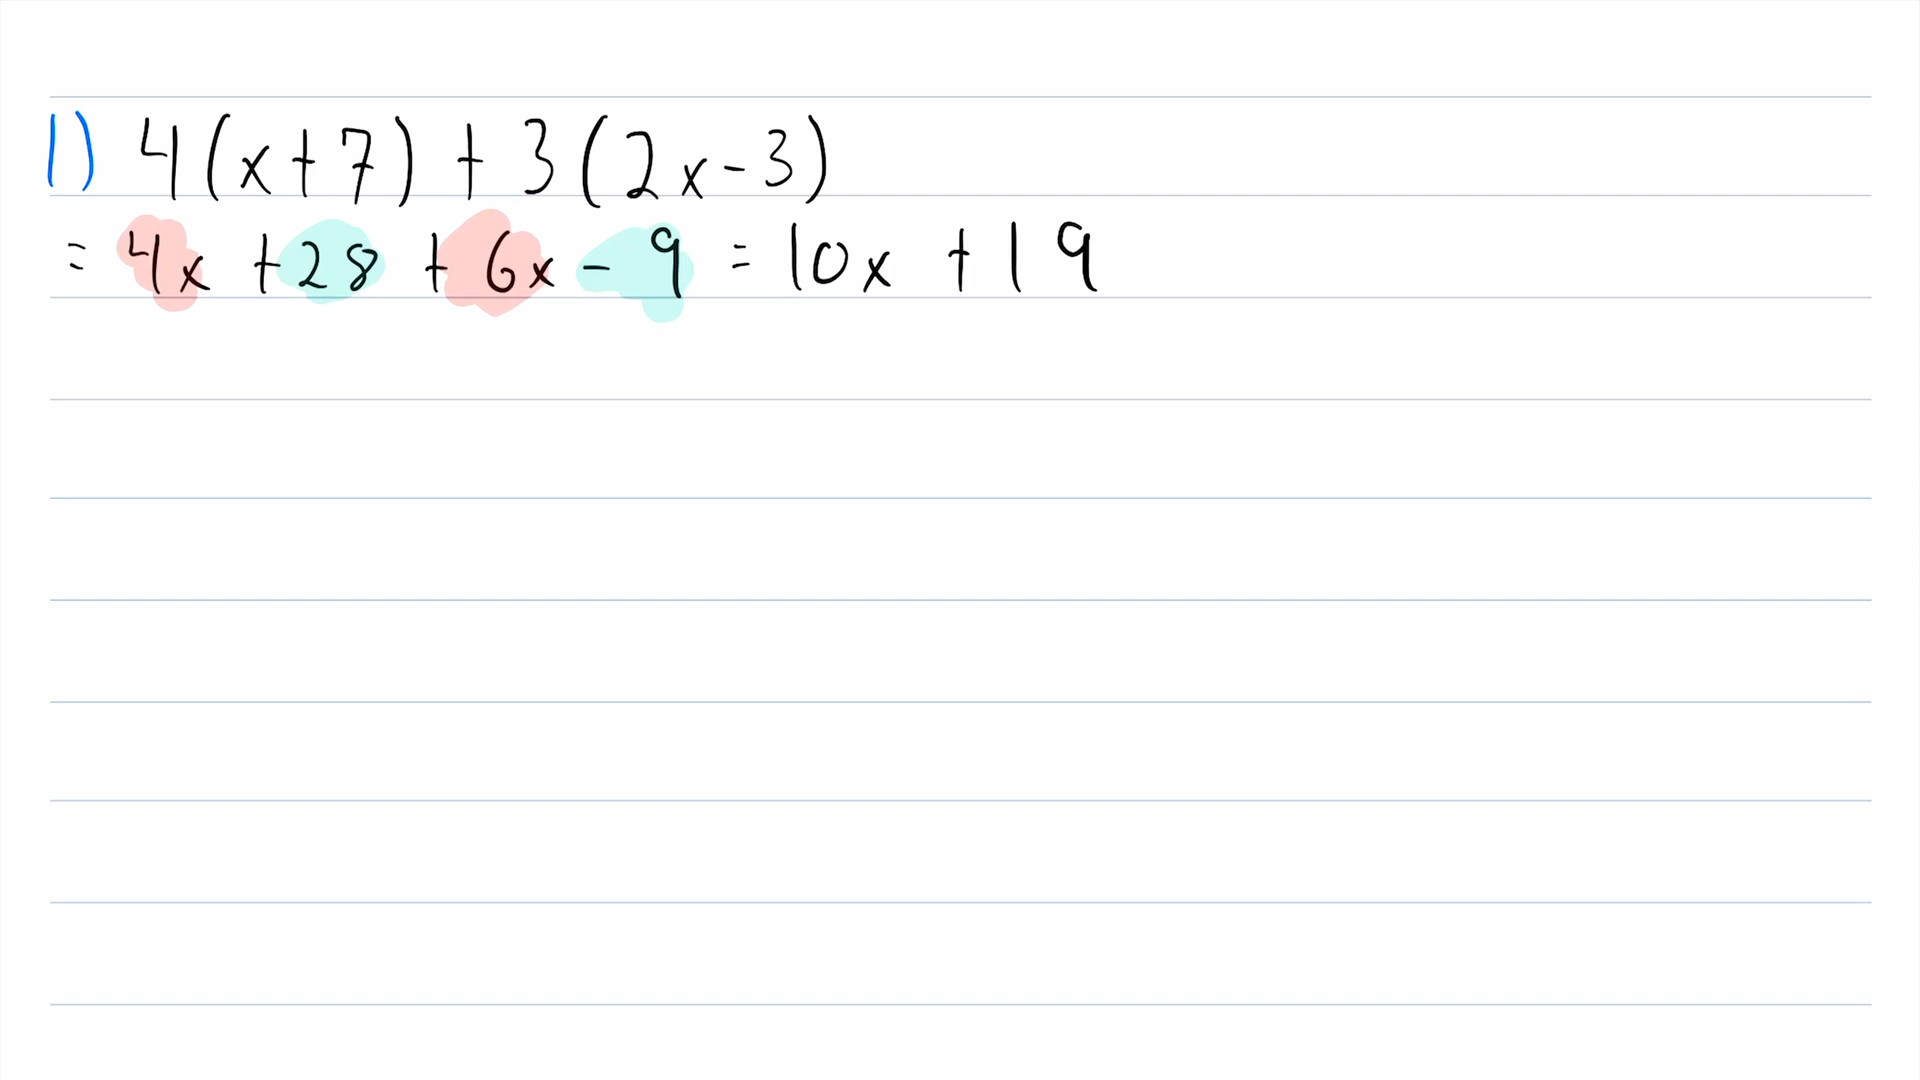 1) 4(x+7) + 3(2x-3)
= 4x +28 + 6x - 9 = 10x +19